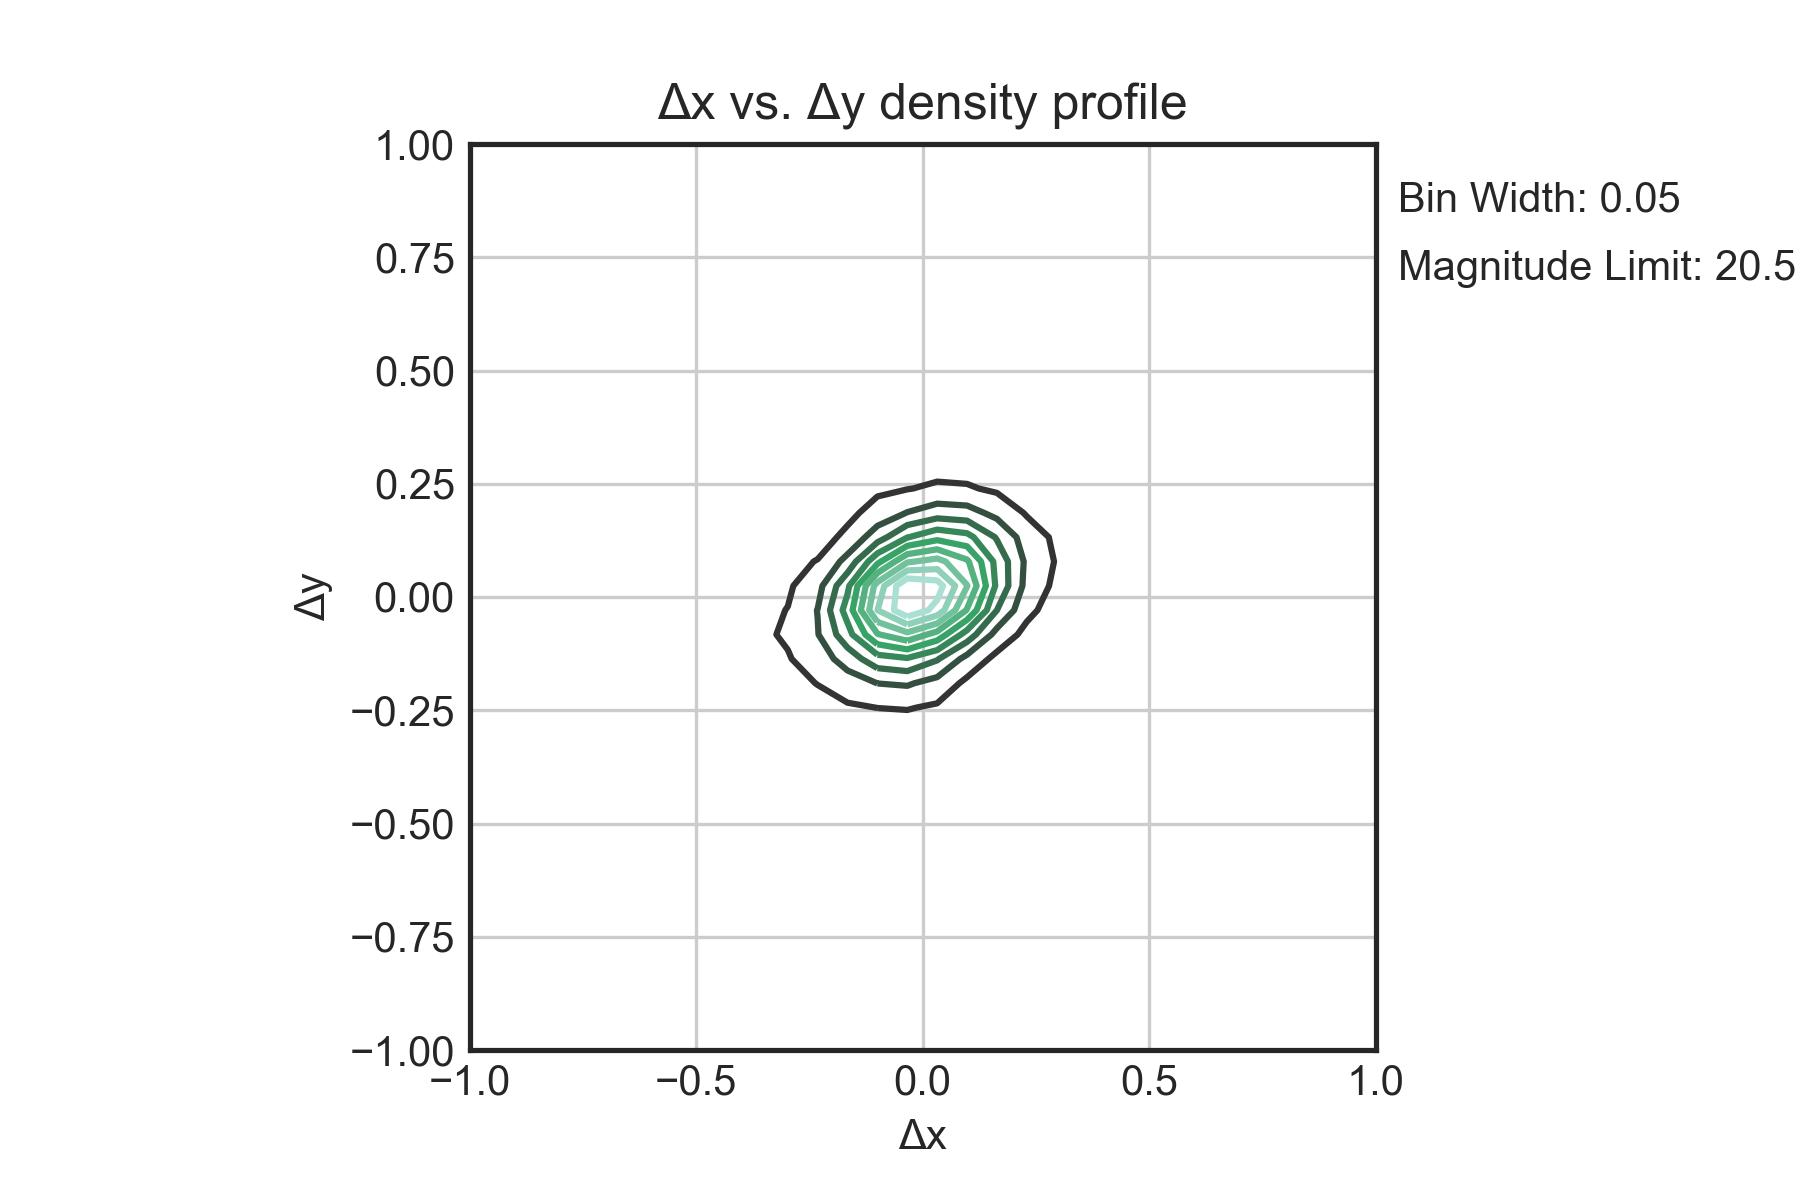 Δx vs. Δy density profile
Bin Width: 0.05
Magnitude Limit: 20.5
1.00
0.75
0.50
0.25
0.00
−0.25
−0.50
−0.75
−1.00
Δy
−1.0 −0.5 0.0 0.5 1.0
Δx